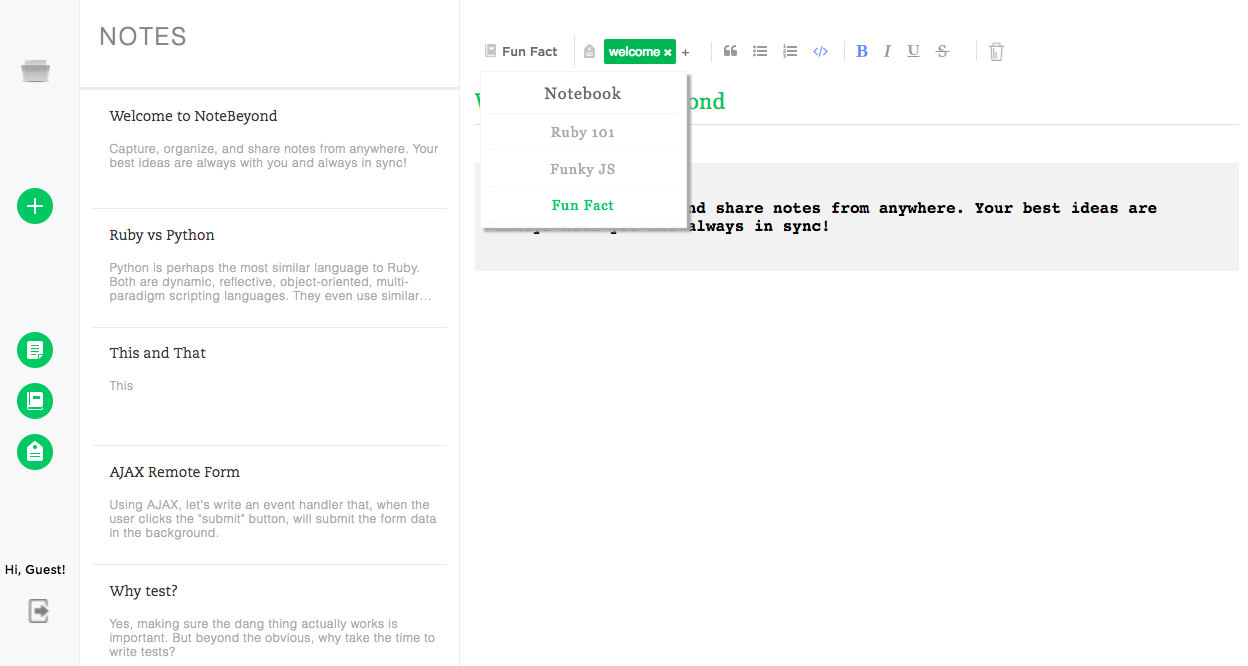 NOTES
Welcome to NoteBeyond
Capture, organize, and share notes from anywhere. Your
best ideas are always with you and always in sync!
Ruby vs Python
Python is perhaps the most similar language to Ruby.
Both are dynamic, reflective, object-oriented, multi-
paradigm scripting languages. They even use similar…
This and That
This
AJAX Remote Form
Using AJAX, let's write an event handler that, when the
user clicks the "submit" button, will submit the form data
in the background.
Why test?
Yes, making sure the dang thing actually works is
important. But beyond the obvious, why take the time to
write tests?
Hi, Guest!
Fun Fact
welcome ×
+
</>
B I U S
Notebook
Ruby 101
Funky JS
Fun Fact
share notes from anywhere. Your best ideas are
always in sync!